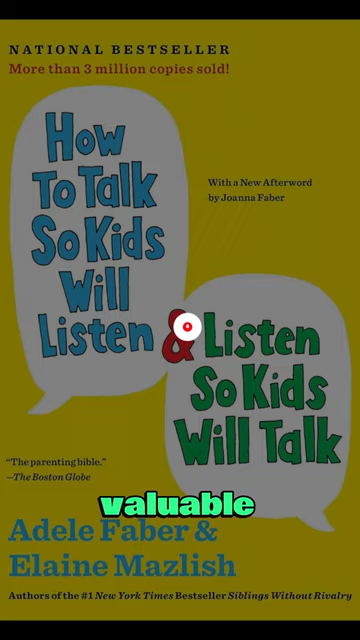 NATIONAL BESTSELLER
More than 3 million copies sold!
How
To Talk
So Kids
Will
Listen
With a New Afterword
by Joanna Faber
& Listen
So Kids
Will Talk
“The parenting bible.”
—The Boston Globe
valuable
Adele Faber &
Elaine Mazlish
Authors of the #1 New York Times Bestseller Siblings Without Rivalry